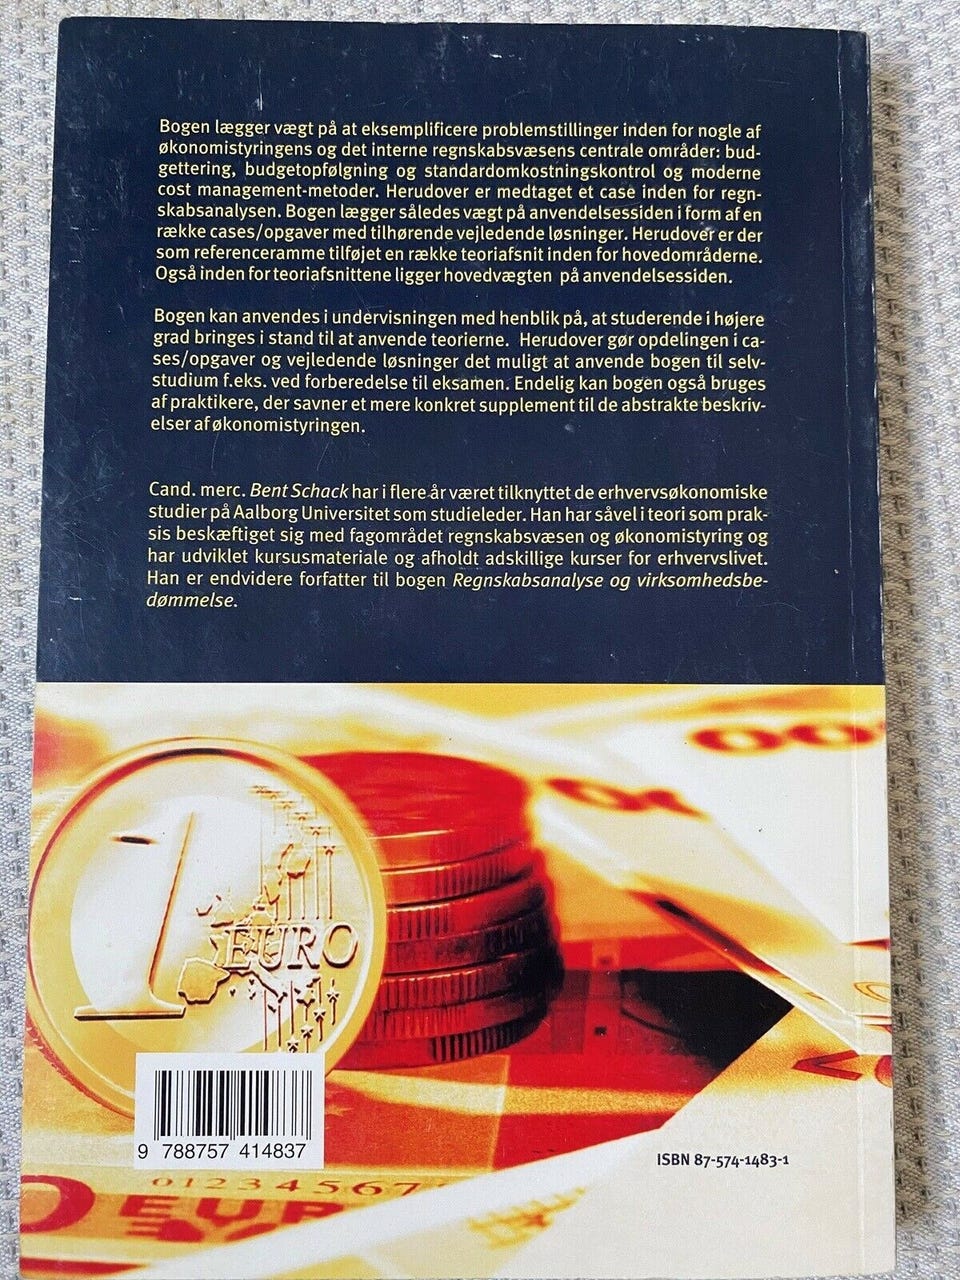 Bogen lægger vægt på at eksemplificere problemstillinger inden for nogle af
økonomistyringens og det interne regnskabsvæsens centrale områder: bud-
gettering, budgetopfølgning og standardomkostningskontrol og moderne
cost management-metoder. Herudover er medtaget et case inden for regn-
skabsanalysen. Bogen lægger således vægt på anvendelsessiden i form af en
række cases/opgaver med tilhørende vejledende løsninger. Herudover er der
som referenceramme tilføjet en række teoriafsnit inden for hovedområderne.
Også inden for teoriafsnittene ligger hovedvægten på anvendelsessiden.
Bogen kan anvendes i undervisningen med henblik på, at studerende i højere
grad bringes i stand til at anvende teorierne. Herudover gør opdelingen i ca-
ses/opgaver og vejledende løsninger det muligt at anvende bogen til selv-
studium f.eks. ved forberedelse til eksamen. Endelig kan bogen også bruges
af praktikere, der savner et mere konkret supplement til de abstrakte beskriv-
elser af økonomistyringen.
Cand. merc. Bent Schack har i flere år været tilknyttet de erhvervsøkonomiske
studier på Aalborg Universitet som studieleder. Han har såvel i teori som prak-
sis beskæftiget sig med fagområdet regnskabsvæsen og økonomistyring og
har udviklet kursusmateriale og afholdt adskillige kurser for erhvervslivet.
Han er endvidere forfatter til bogen Regnskabsanalyse og virksomhedsbe-
dømmelse.
1 EURO
9 788757 414837
ISBN 87-574-1483-1
01234567
EUR